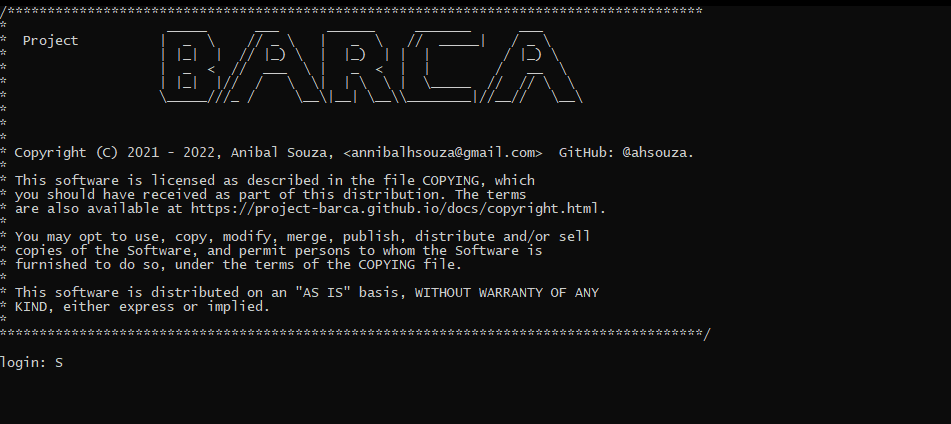 /***************************************************************************************
*
* Project BARCA
*
*
*
*
*
*
*
* Copyright (C) 2021 - 2022, Anibal Souza, <annibalhsouza@gmail.com>  GitHub: @ahsouza.
*
* This software is licensed as described in the file COPYING, which
* you should have received as part of this distribution. The terms
* are also available at https://project-barca.github.io/docs/copyright.html.
*
* You may opt to use, copy, modify, merge, publish, distribute and/or sell
* copies of the Software, and permit persons to whom the Software is
* furnished to do so, under the terms of the COPYING file.
*
* This software is distributed on an "AS IS" basis, WITHOUT WARRANTY OF ANY
* KIND, either express or implied.
*
***************************************************************************************/
login: S